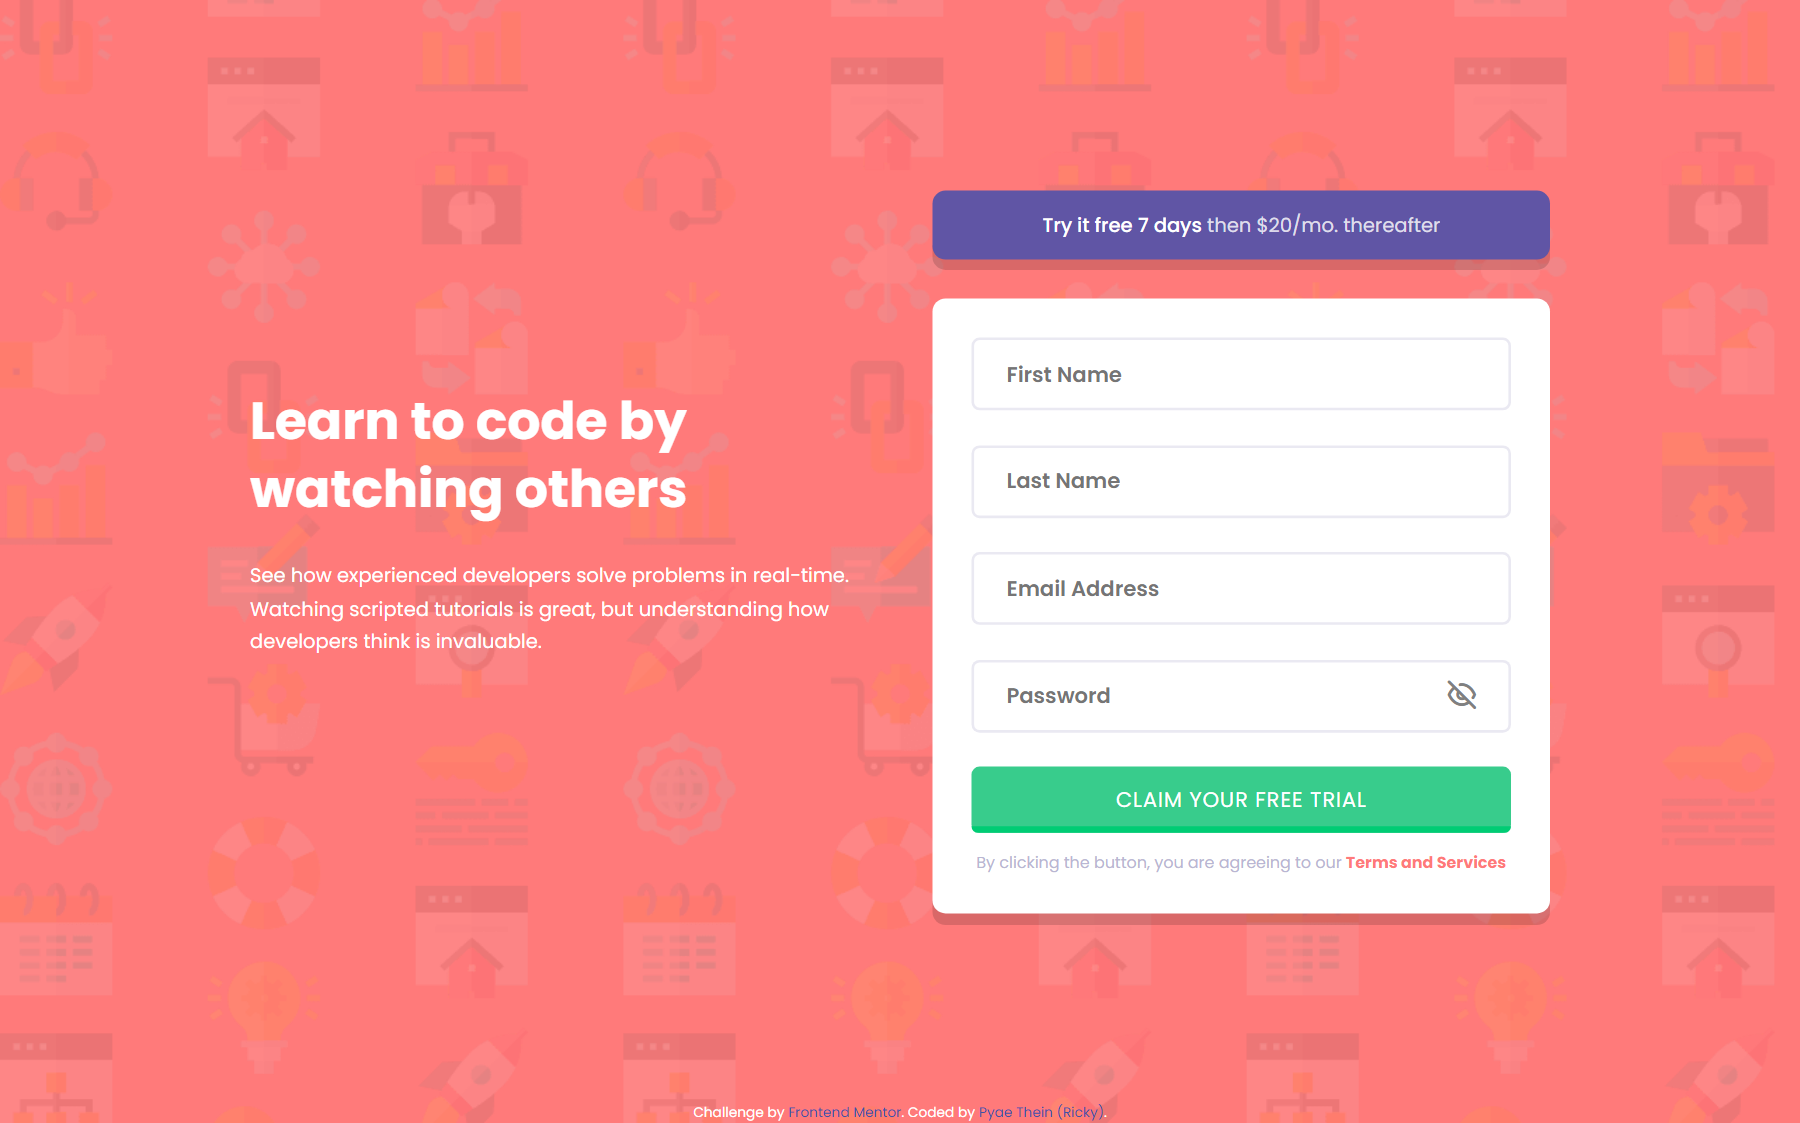 Learn to code by
watching others
See how experienced developers solve problems in real-time.
Watching scripted tutorials is great, but understanding how
developers think is invaluable.
Try it free 7 days then $20/mo. thereafter
First Name
Last Name
Email Address
Password
CLAIM YOUR FREE TRIAL
By clicking the button, you are agreeing to our Terms and Services
Challenge by Frontend Mentor. Coded by Pyae Thein (Ricky).